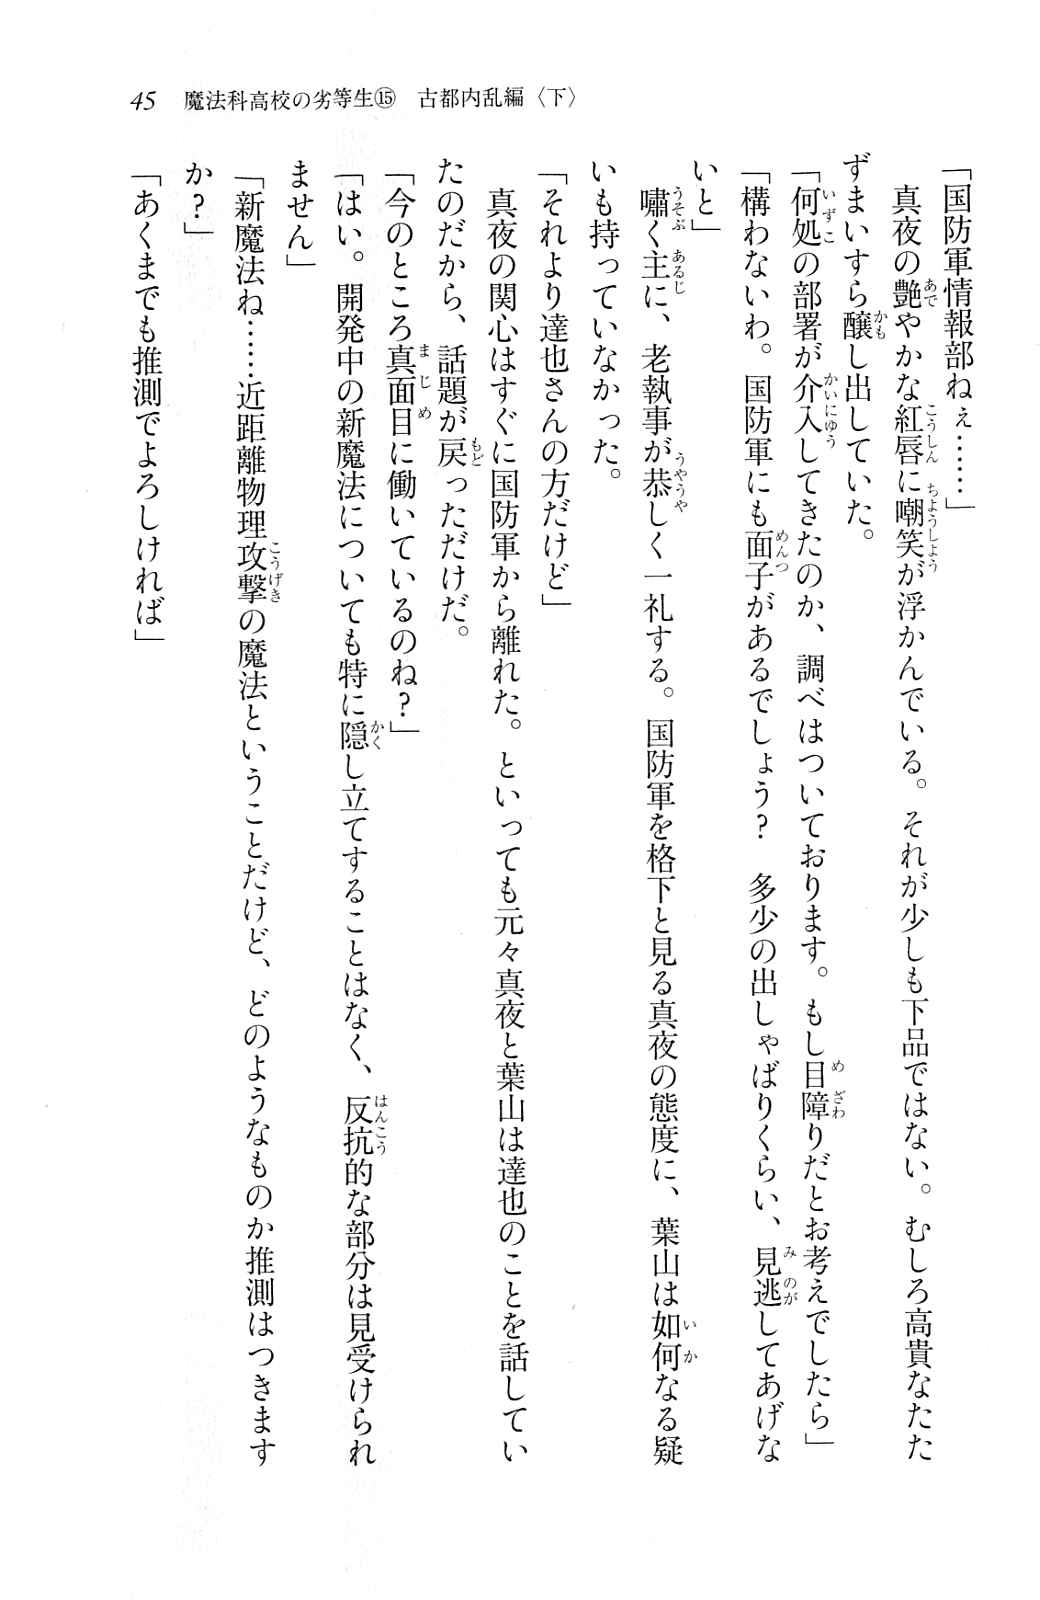 45　魔法科高校の劣等生⑮　古都内乱編〈下〉
「国防軍情報部ねぇ……」
　真夜の艶やかな紅唇に嘲笑が浮かんでいる。それが少しも下品ではない。むしろ高貴なたた
ずまいすら醸し出していた。
「何処の部署が介入してきたのか、調べはついております。もし目障りだとお考えでしたら」
「構わないわ。国防軍にも面子があるでしょう？　多少の出しゃばりくらい、見逃してあげな
いと」
　嘯く主に、老執事が恭しく一礼する。国防軍を格下と見る真夜の態度に、葉山は如何なる疑
いも持っていなかった。
「それより達也さんの方だけど」
　真夜の関心はすぐに国防軍から離れた。といっても元々真夜と葉山は達也のことを話してい
たのだから、話題が戻っただけだ。
「今のところ真面目に働いているのね？」
「はい。開発中の新魔法についても特に隠し立てすることはなく、反抗的な部分は見受けられ
ません」
「新魔法ね……近距離物理攻撃の魔法ということだけど、どのようなものか推測はつきます
か？」
「あくまでも推測でよろしければ」